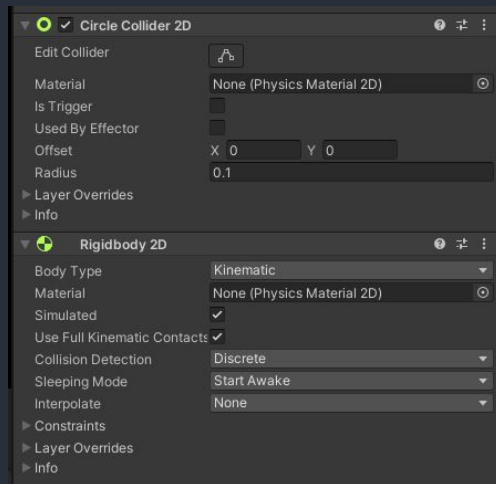 Circle Collider 2D
Edit Collider
Material None (Physics Material 2D)
Is Trigger
Used By Effector
Offset X 0 Y 0
Radius 0.1
Layer Overrides
Info
Rigidbody 2D
Body Type Kinematic
Material None (Physics Material 2D)
Simulated
Use Full Kinematic Contacts
Collision Detection Discrete
Sleeping Mode Start Awake
Interpolate None
Constraints
Layer Overrides
Info